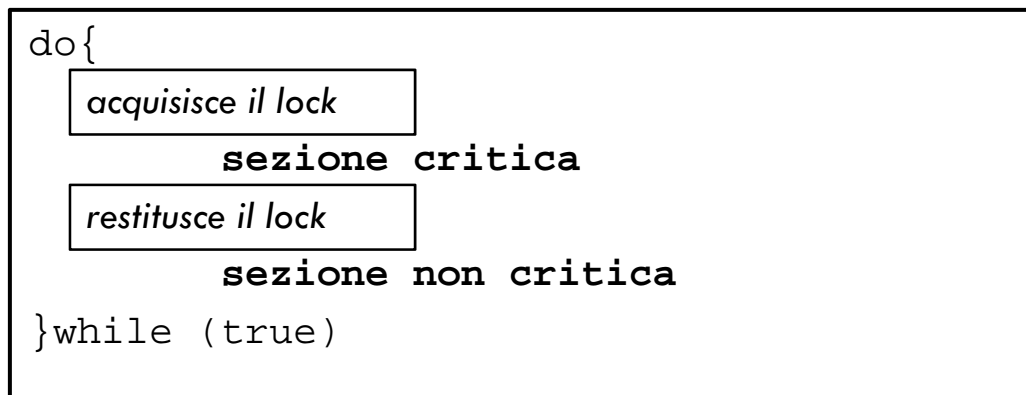 do{
acquisisce il lock
sezione critica
restitusce il lock
sezione non critica
}while (true)